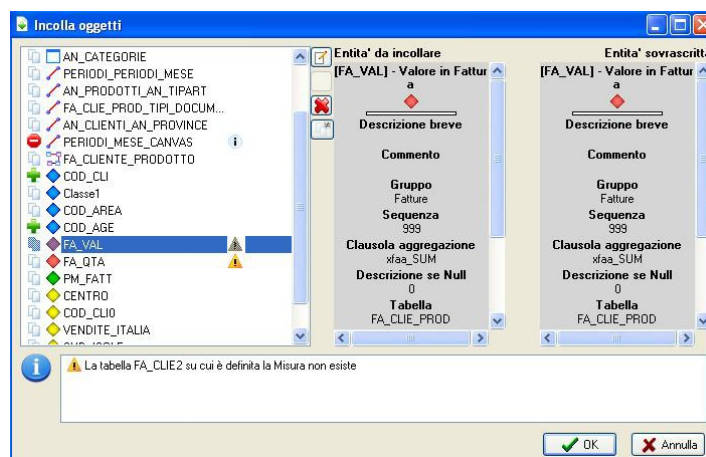 Incolla oggetti
AN_CATEGORIE
PERIODI_PERIODI_MESE
AN_PRODOTTI_AN_TIPART
FA_CLIE_PROD_TIPI_DOCUM...
AN_CLIENTI_AN_PROVINCE
PERIODI_MESE_CANVAS
FA_CLIENTE_PRODOTTO
COD_CLI
Classe1
COD_AREA
COD_AGE
FA_VAL
FA_QTA
PM_FATT
CENTRO
COD_CLI0
VENDITE_ITALIA
Entita' da incollare
[FA_VAL] - Valore in Fattur
a
Descrizione breve
Commento
Gruppo
Fatture
Sequenza
999
Clausola aggregazione
xfaa_SUM
Descrizione se Null
0
Tabella
FA_CLIE_PROD
Entita' sovrascritta
[FA_VAL] - Valore in Fattur
a
Descrizione breve
Commento
Gruppo
Fatture
Sequenza
999
Clausola aggregazione
xfaa_SUM
Descrizione se Null
0
Tabella
FA_CLIE_PROD
La tabella FA_CLIE2 su cui è definita la Misura non esiste
OK
Annulla